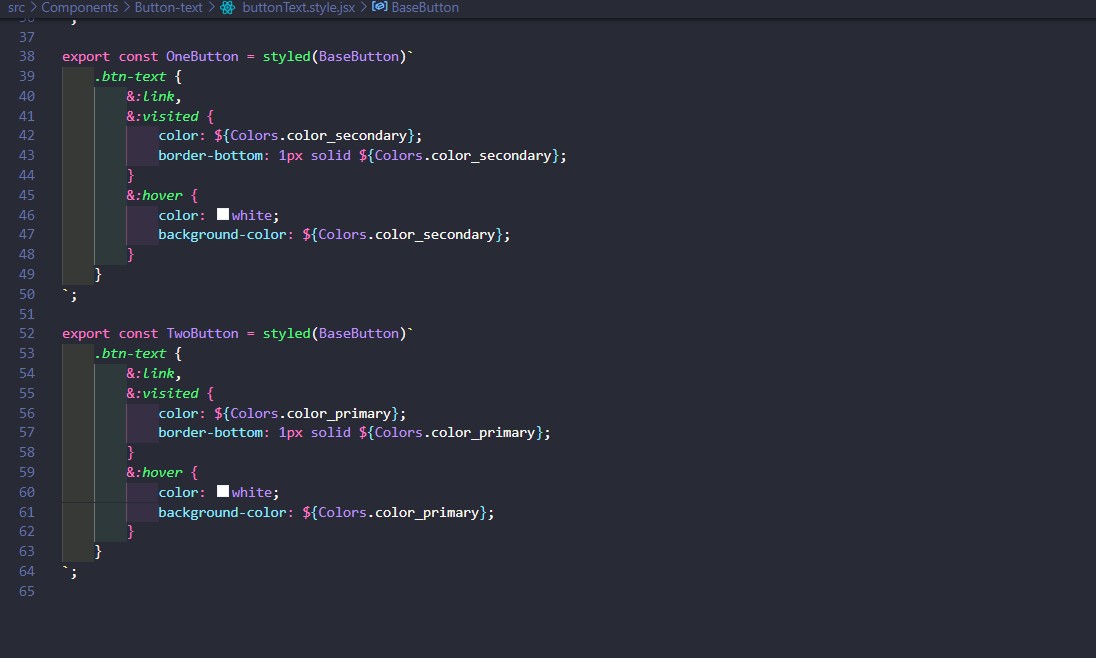 src > Components > Button-text > buttonText.style.jsx > BaseButton
36 ;
37
38 export const OneButton = styled(BaseButton)`
39 .btn-text {
40 &:link,
41 &:visited {
42 color: ${Colors.color_secondary};
43 border-bottom: 1px solid ${Colors.color_secondary};
44 }
45 &:hover {
46 color: white;
47 background-color: ${Colors.color_secondary};
48 }
49 }
50 `;
51
52 export const TwoButton = styled(BaseButton)`
53 .btn-text {
54 &:link,
55 &:visited {
56 color: ${Colors.color_primary};
57 border-bottom: 1px solid ${Colors.color_primary};
58 }
59 &:hover {
60 color: white;
61 background-color: ${Colors.color_primary};
62 }
63 }
64 `;
65